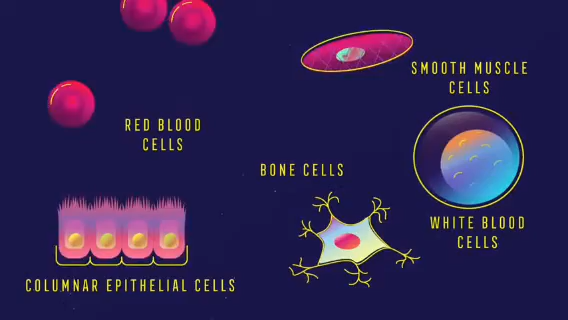 SMOOTH MUSCLE
CELLS
RED BLOOD
CELLS
BONE CELLS
WHITE BLOOD
CELLS
COLUMNAR EPITHELIAL CELLS